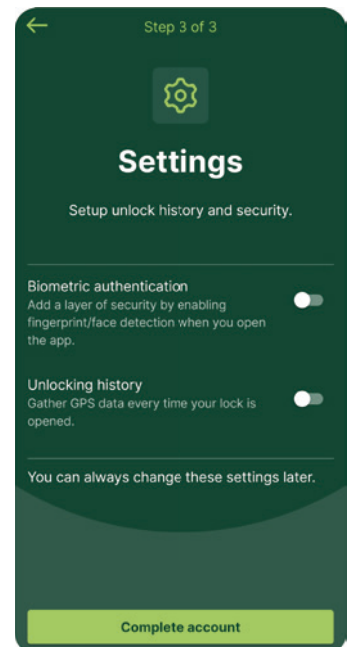 Step 3 of 3
Settings
Setup unlock history and security.
Biometric authentication
Add a layer of security by enabling
fingerprint/face detection when you open
the app.
Unlocking history
Gather GPS data every time your lock is
opened.
You can always change these settings later.
Complete account